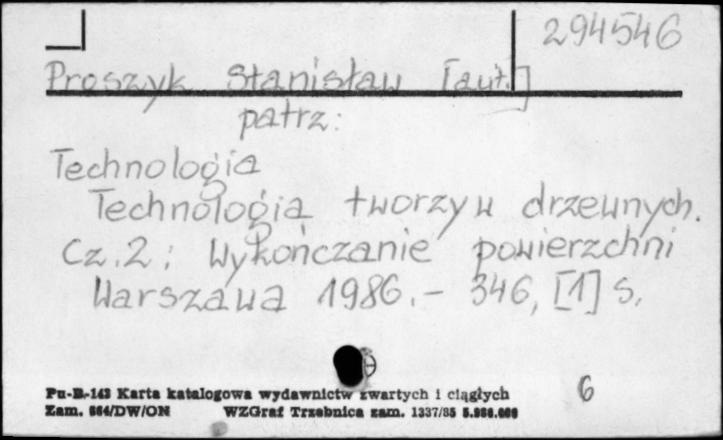 294546
Proszyk Stanisław [aut.]
patrz:
Technologia
Technologia tworzyw drzewnych.
Cz.2: Wykończanie powierzchni
Warszawa 1986.- 346, [1] s.
6
Pu-B-143 Karta katalogowa wydawnictw zwartych i ciągłych
Zam. 664/DW/ON WZGraf Trzebnica zam. 1337/85